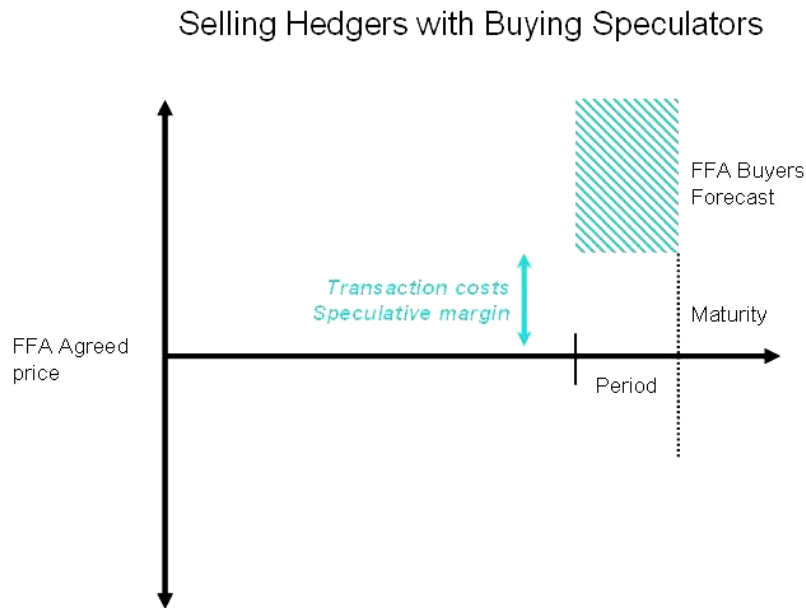 Selling Hedgers with Buying Speculators
FFA Buyers
Forecast
Transaction costs
Speculative margin
Maturity
FFA Agreed
price
Period